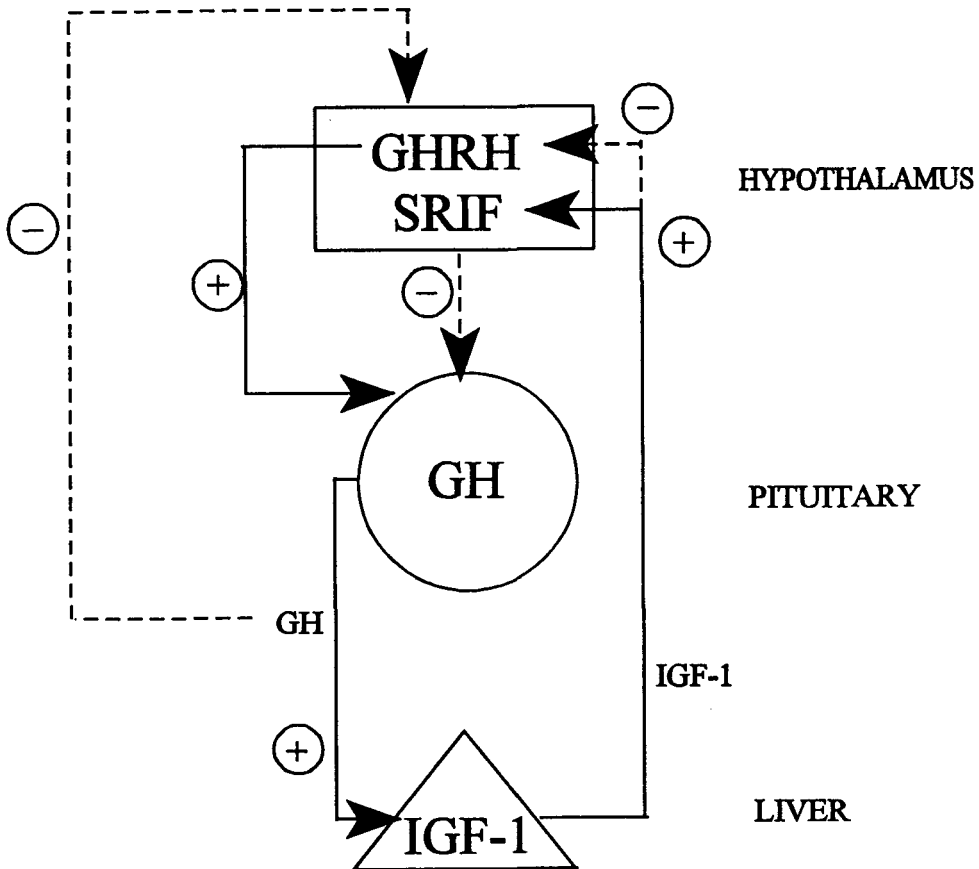 −
GHRH
HYPOTHALAMUS
SRIF
−
+
+
−
GH
PITUITARY
GH
IGF-1
+
LIVER
IGF-1